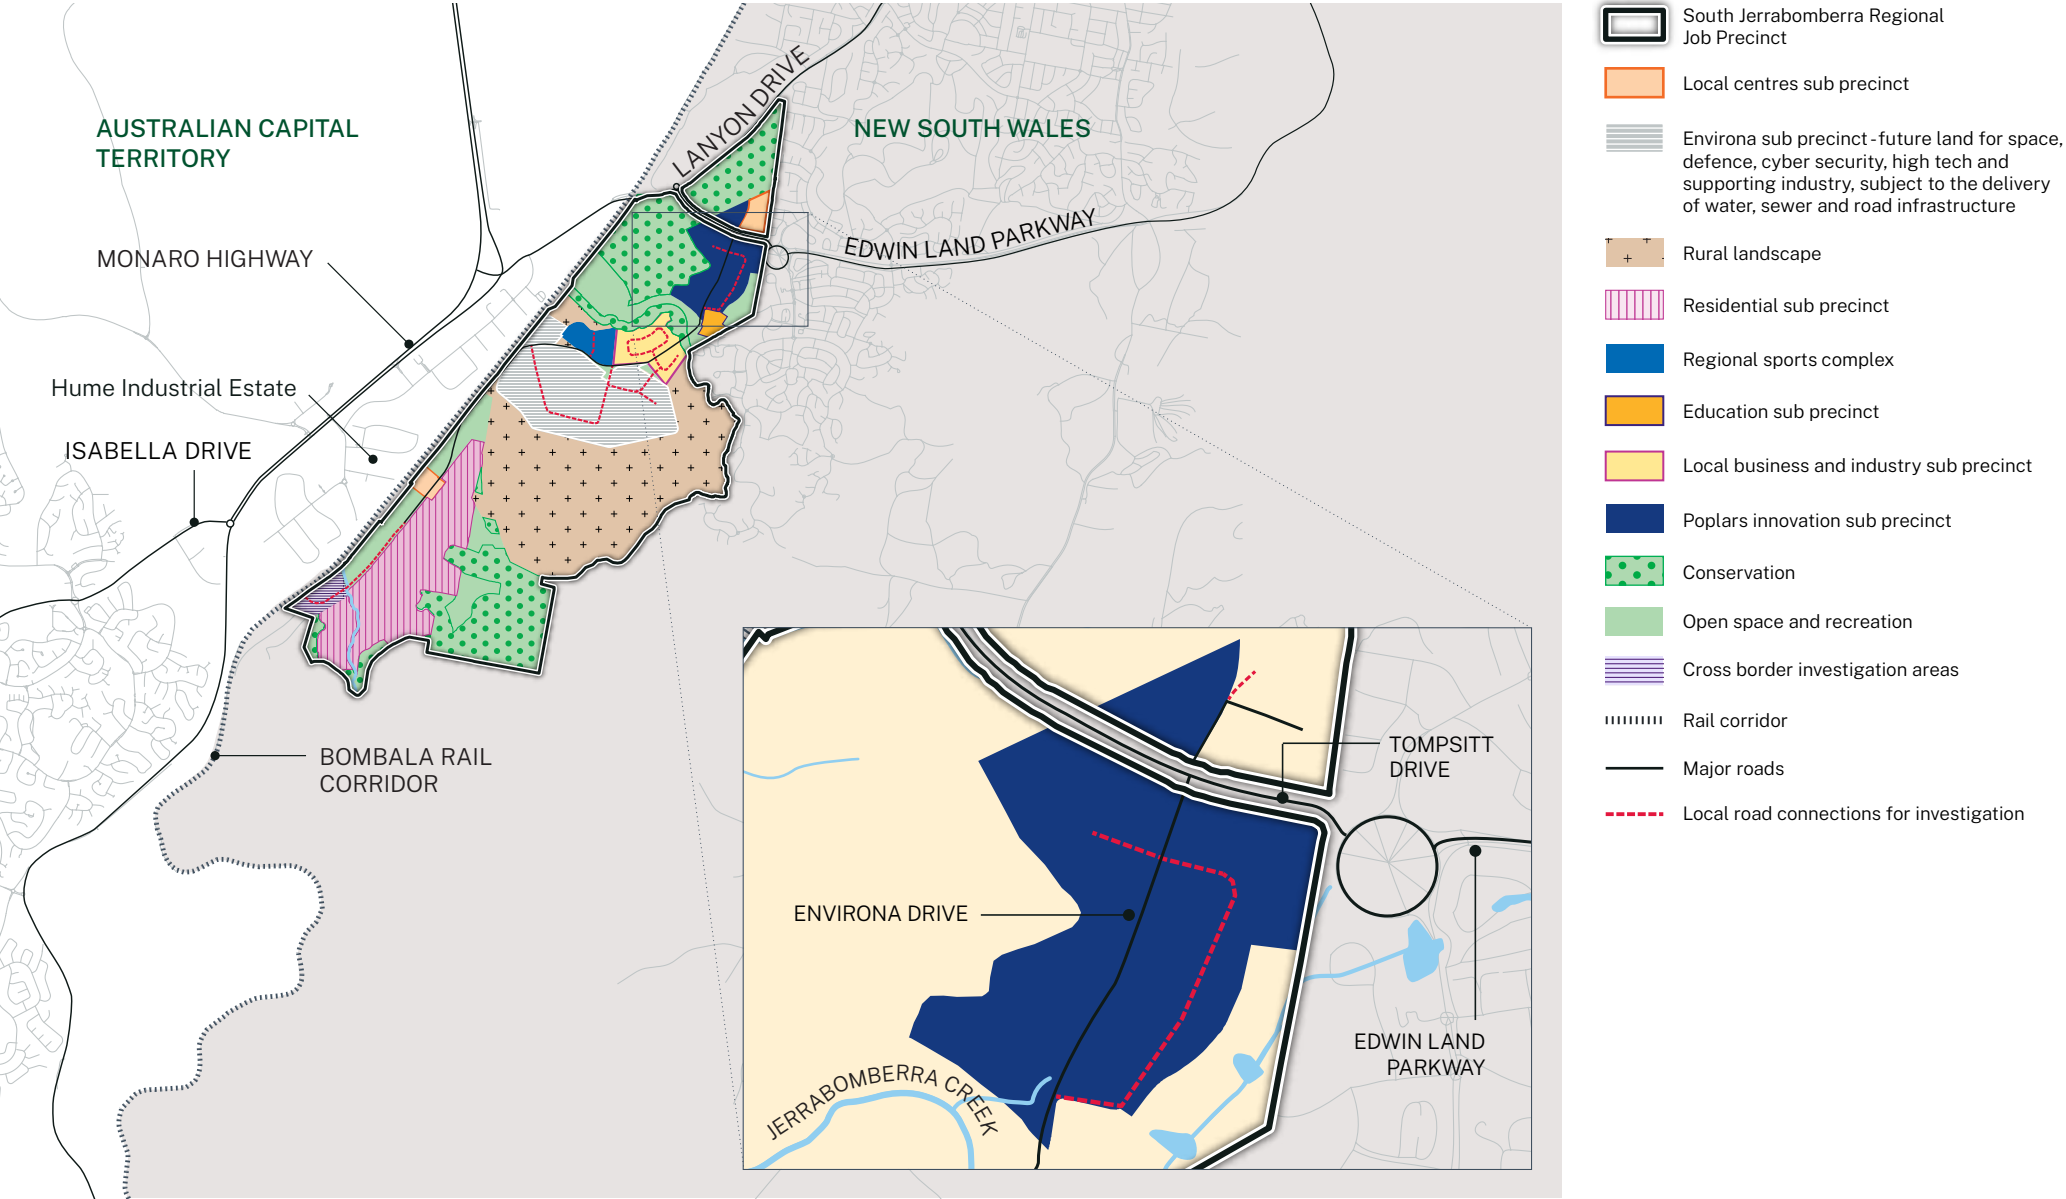 AUSTRALIAN CAPITAL
TERRITORY
LANYON DRIVE
NEW SOUTH WALES
MONARO HIGHWAY
EDWIN LAND PARKWAY
Hume Industrial Estate
ISABELLA DRIVE
BOMBALA RAIL
CORRIDOR
TOMPSITT
DRIVE
ENVIRONA DRIVE
EDWIN LAND
PARKWAY
JERRABOMBERRA CREEK
South Jerrabomberra Regional
Job Precinct
Local centres sub precinct
Environa sub precinct - future land for space,
defence, cyber security, high tech and
supporting industry, subject to the delivery
of water, sewer and road infrastructure
Rural landscape
Residential sub precinct
Regional sports complex
Education sub precinct
Local business and industry sub precinct
Poplars innovation sub precinct
Conservation
Open space and recreation
Cross border investigation areas
Rail corridor
Major roads
Local road connections for investigation